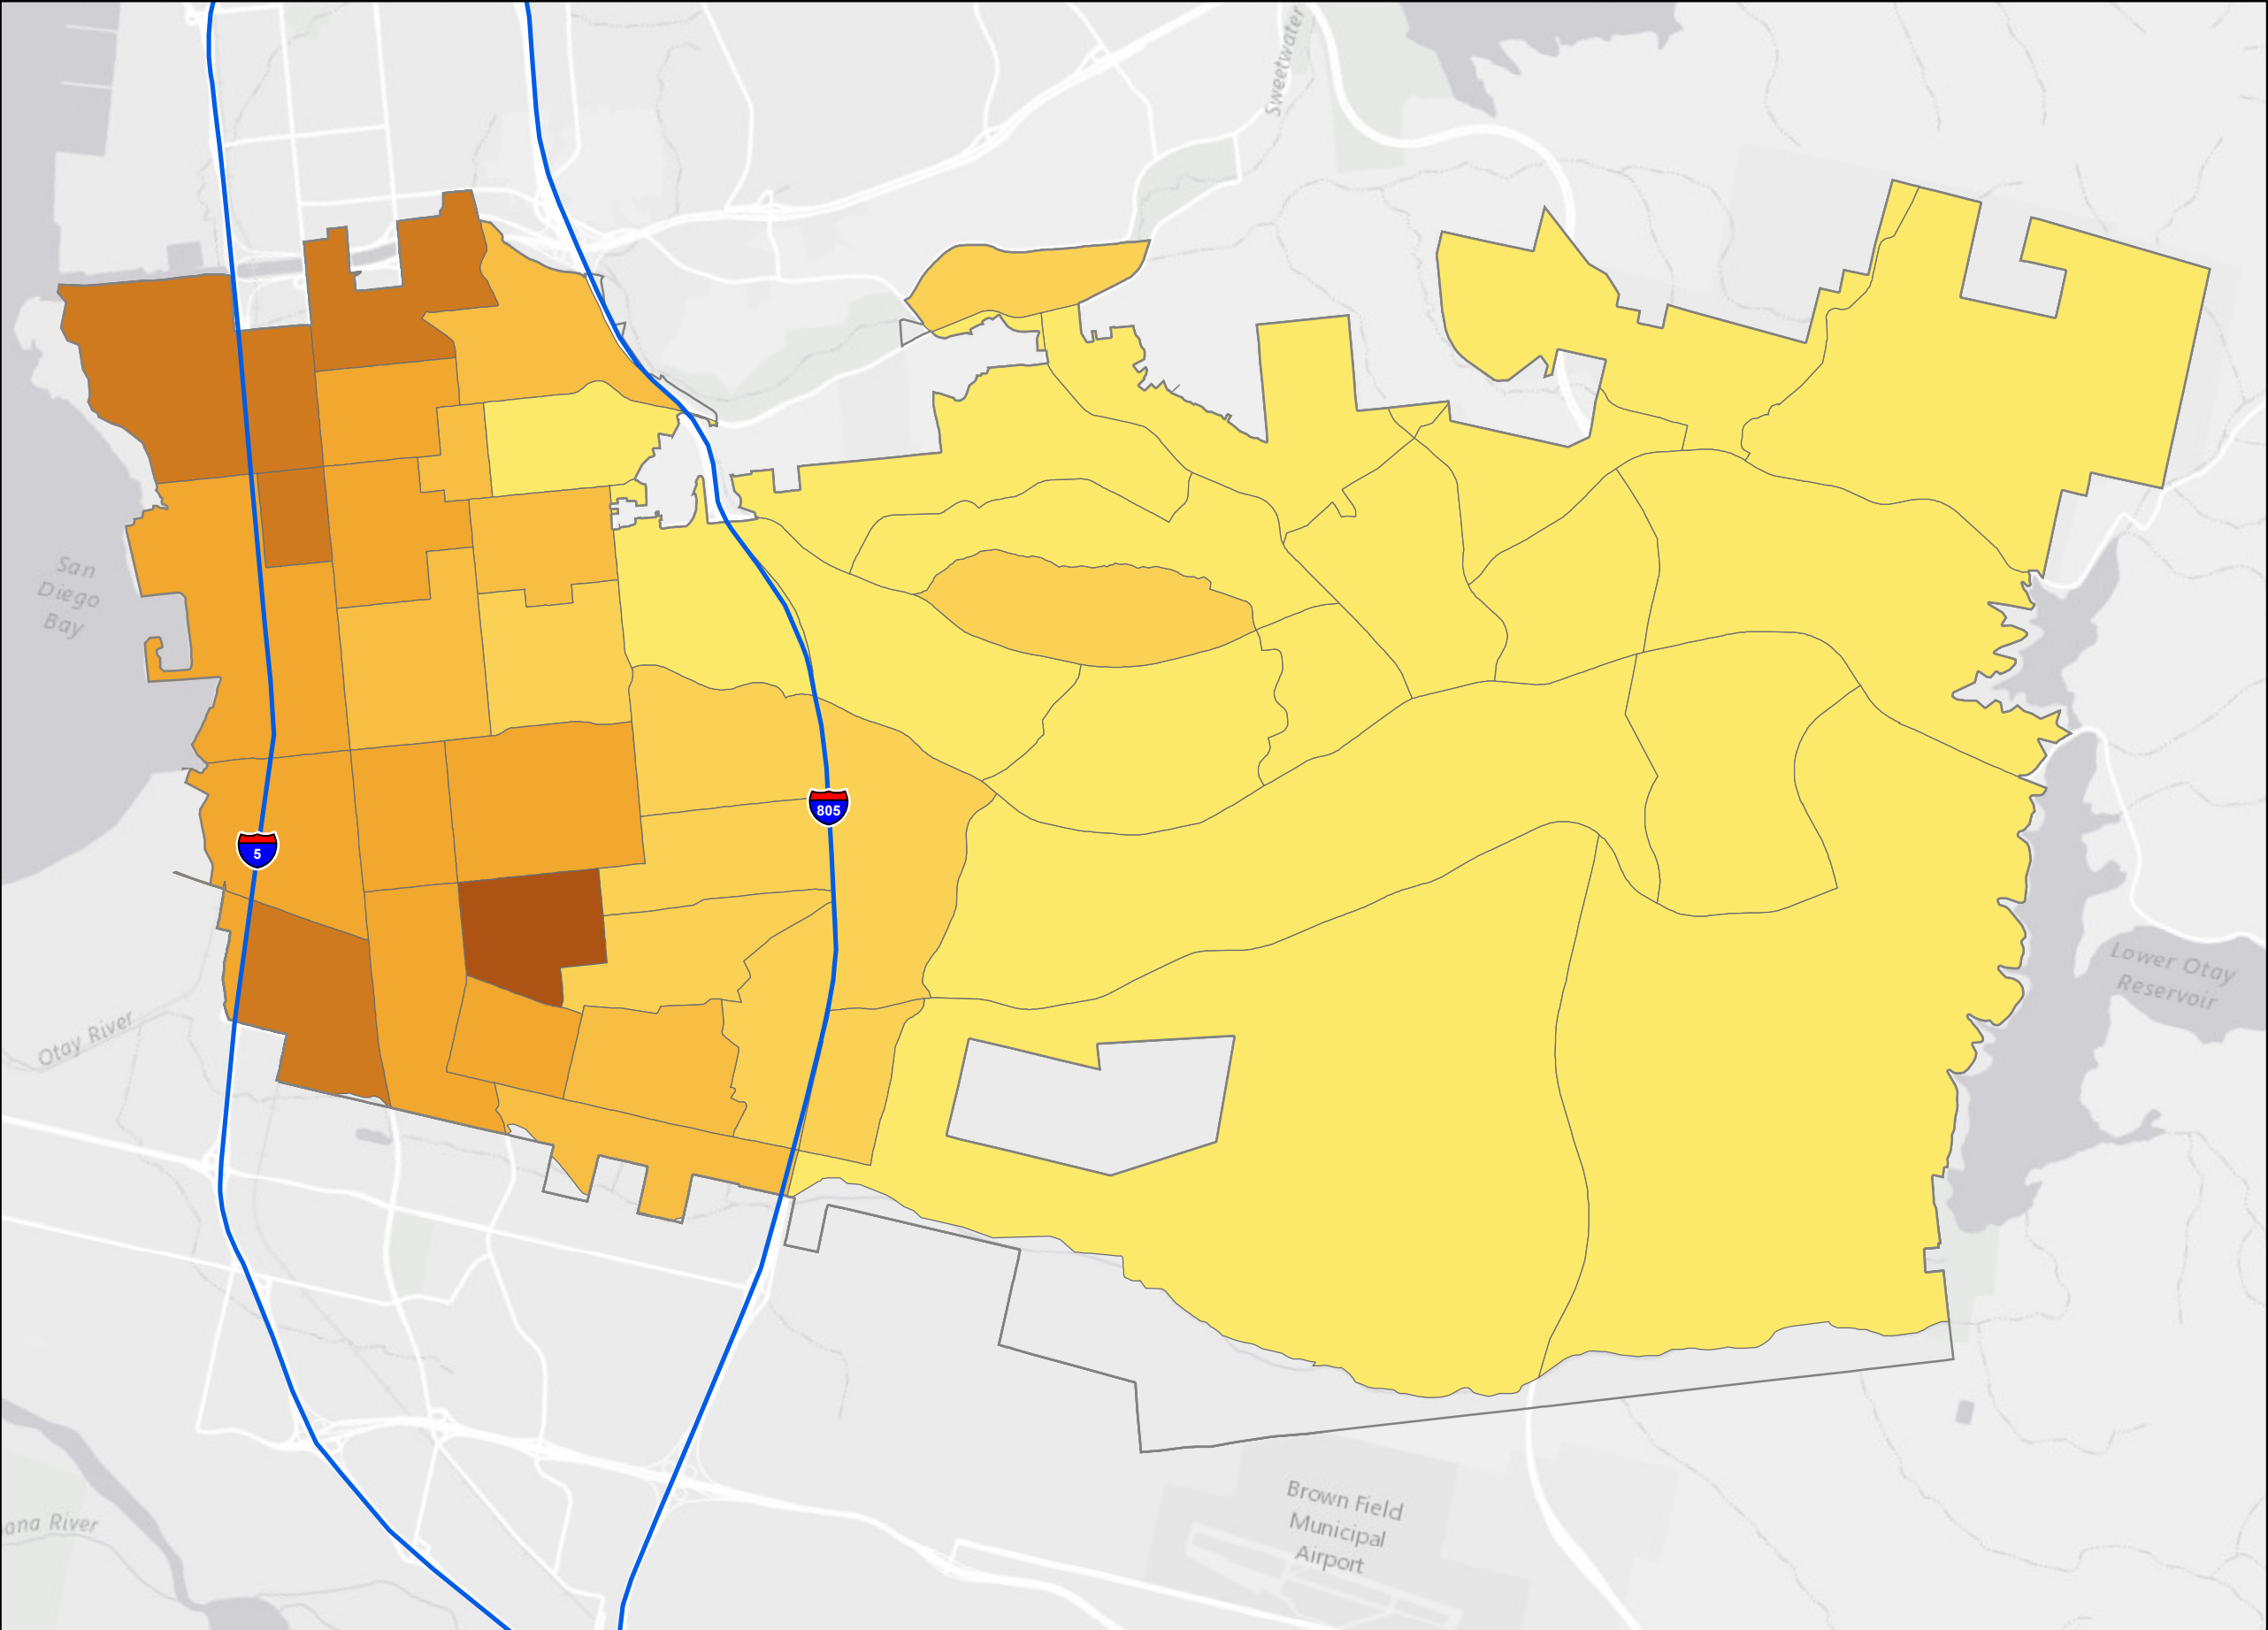 Sweetwater
San
Diego
Bay
805
5
Lower Otay
Reservoir
Otay River
Brown Field
Municipal
Airport
ana River